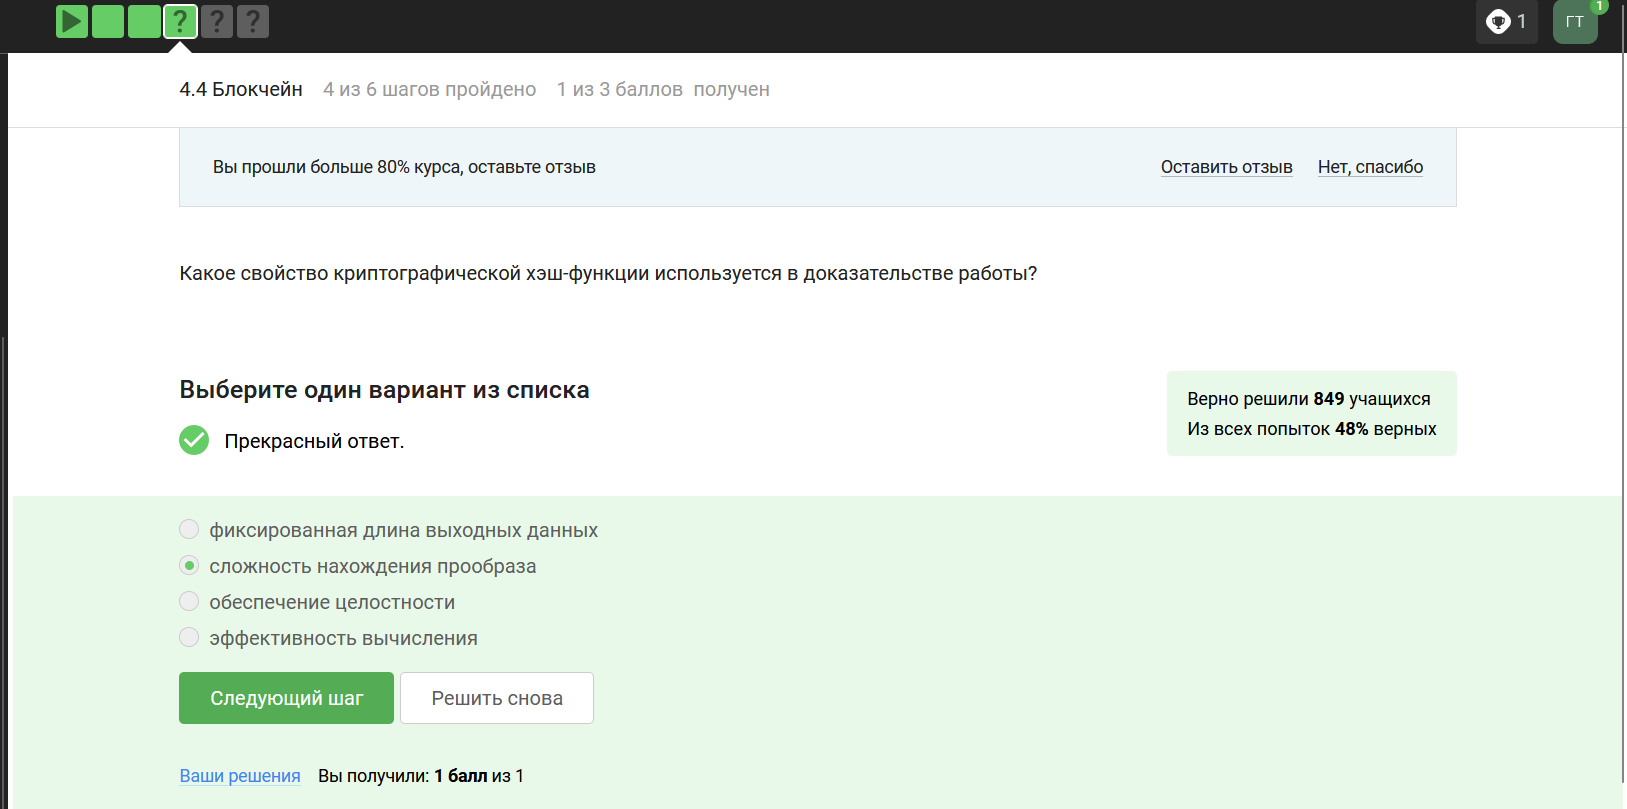 ? ? ?
1
ГТ
1
4.4 Блокчейн 4 из 6 шагов пройдено 1 из 3 баллов получен
Вы прошли больше 80% курса, оставьте отзыв
Оставить отзыв Нет, спасибо
Какое свойство криптографической хэш-функции используется в доказательстве работы?
Выберите один вариант из списка
Прекрасный ответ.
Верно решили 849 учащихся
Из всех попыток 48% верных
фиксированная длина выходных данных
сложность нахождения прообраза
обеспечение целостности
эффективность вычисления
Следующий шаг Решить снова
Ваши решения Вы получили: 1 балл из 1